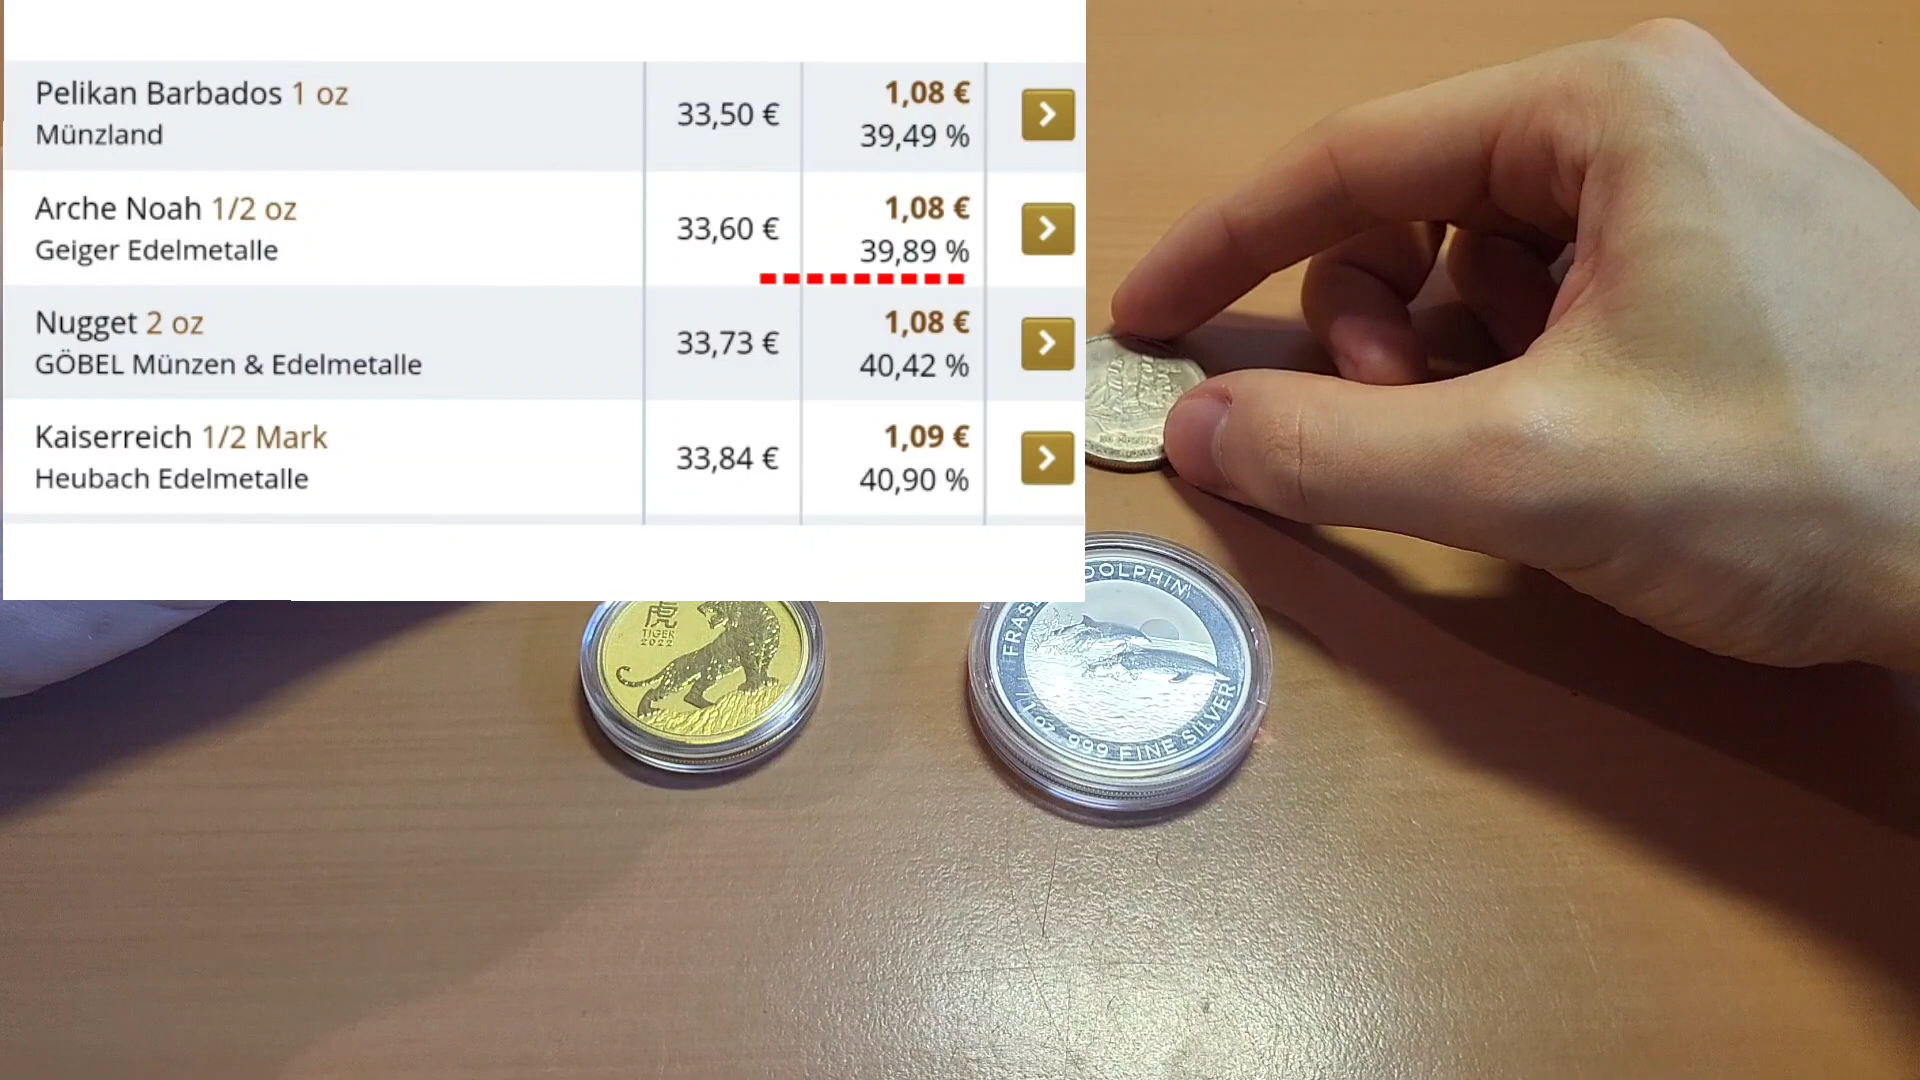 Pelikan Barbados 1 oz
Münzland
33,50 €
1,08 €
39,49 %
Arche Noah 1/2 oz
Geiger Edelmetalle
33,60 €
1,08 €
39,89 %
Nugget 2 oz
GÖBEL Münzen & Edelmetalle
33,73 €
1,08 €
40,42 %
Kaiserreich 1/2 Mark
Heubach Edelmetalle
33,84 €
1,09 €
40,90 %
虎
TIGER
2022
DOLPHIN
1 oz 999 FINE SILVER